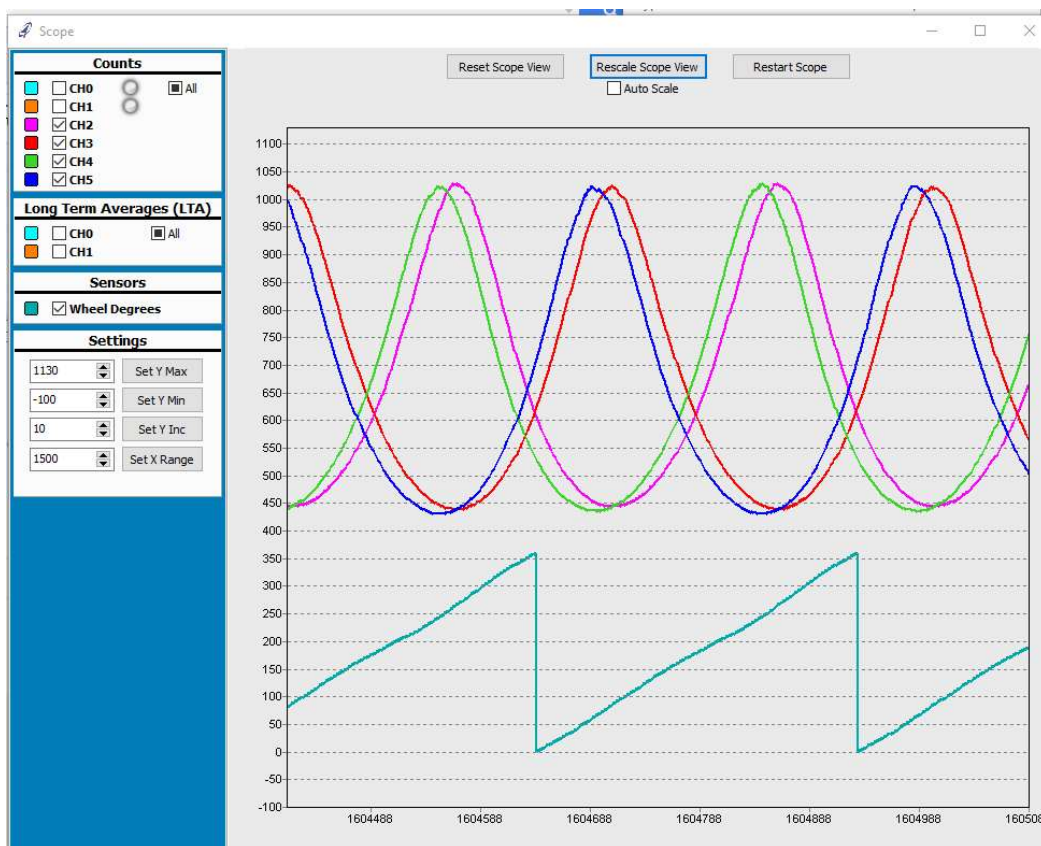 Scope
Counts
CH0 All
CH1
CH2
CH3
CH4
CH5
Long Term Averages (LTA)
CH0 All
CH1
Sensors
Wheel Degrees
Settings
1130 Set Y Max
-100 Set Y Min
10 Set Y Inc
1500 Set X Range
Reset Scope View Rescale Scope View Restart Scope
Auto Scale
1100
1050
1000
950
900
850
800
750
700
650
600
550
500
450
400
350
300
250
200
150
100
50
0
-50
-100
1604488 1604588 1604688 1604788 1604888 1604988 160508